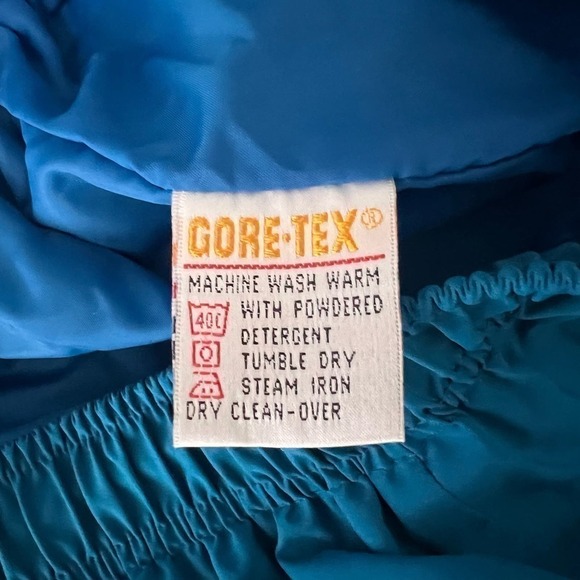 GORE-TEX®
MACHINE WASH WARM
40C WITH POWDERED
DETERGENT
TUMBLE DRY
STEAM IRON
DRY CLEAN-OVER